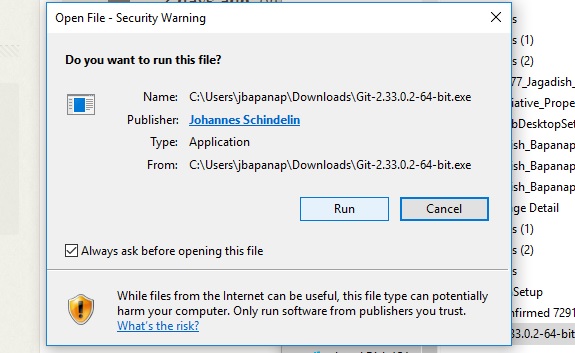 Open File - Security Warning
Do you want to run this file?
Name: C:\Users\jbapanap\Downloads\Git-2.33.0.2-64-bit.exe
Publisher: Johannes Schindelin
Type: Application
From: C:\Users\jbapanap\Downloads\Git-2.33.0.2-64-bit.exe
Run Cancel
Always ask before opening this file
While files from the Internet can be useful, this file type can potentially
harm your computer. Only run software from publishers you trust.
What's the risk?
s
s (1)
s (2)
77_Jagadish_
iative_Prope
bDesktopSet
sh_Bapanap
ish_Bapanap
sh_Bapanap
ge Detail
s (1)
s (2)
s
Setup
nfirmed 7291
.33.0.2-64-bit